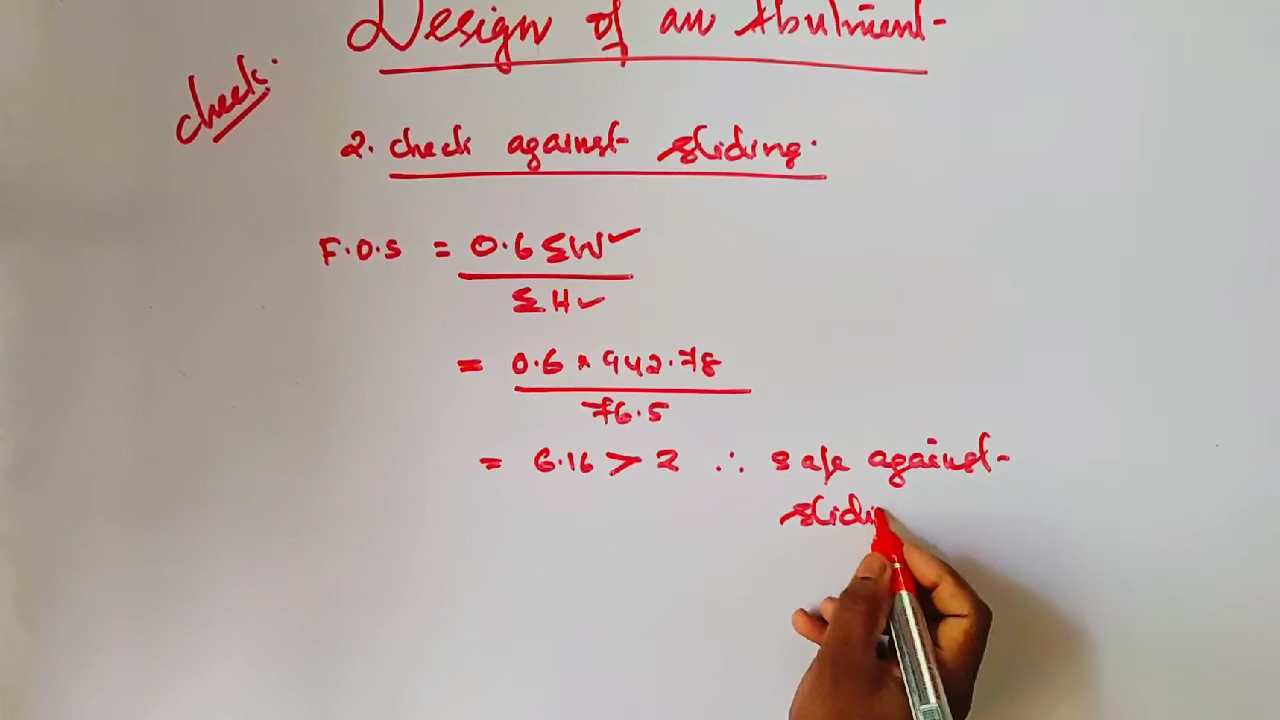 Design of an Abutment
check.
2. check against sliding.
F.O.S = 0.6 ΣW ✓
ΣH ✓
= 0.6 × 942.78
76.5
= 6.16 > 2 ∴ safe against
slidi